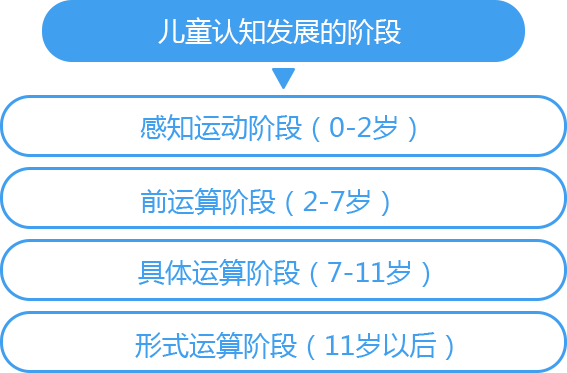 儿童认知发展的阶段
感知运动阶段（0-2岁）
前运算阶段（2-7岁）
具体运算阶段（7-11岁）
形式运算阶段（11岁以后）